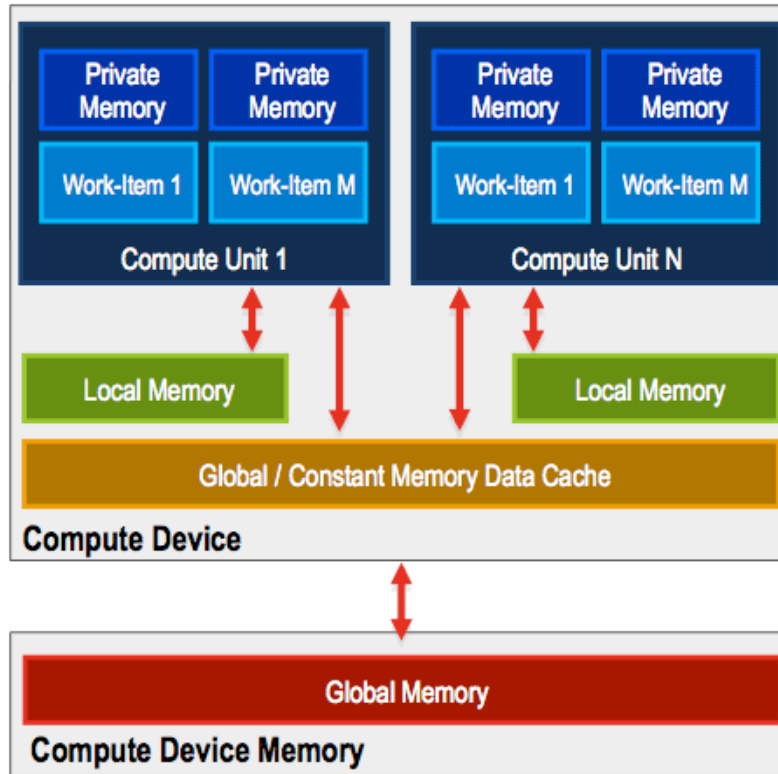 Private Memory
Private Memory
Private Memory
Private Memory
Work-Item 1
Work-Item M
Work-Item 1
Work-Item M
Compute Unit 1
Compute Unit N
Local Memory
Local Memory
Global / Constant Memory Data Cache
Compute Device
Global Memory
Compute Device Memory